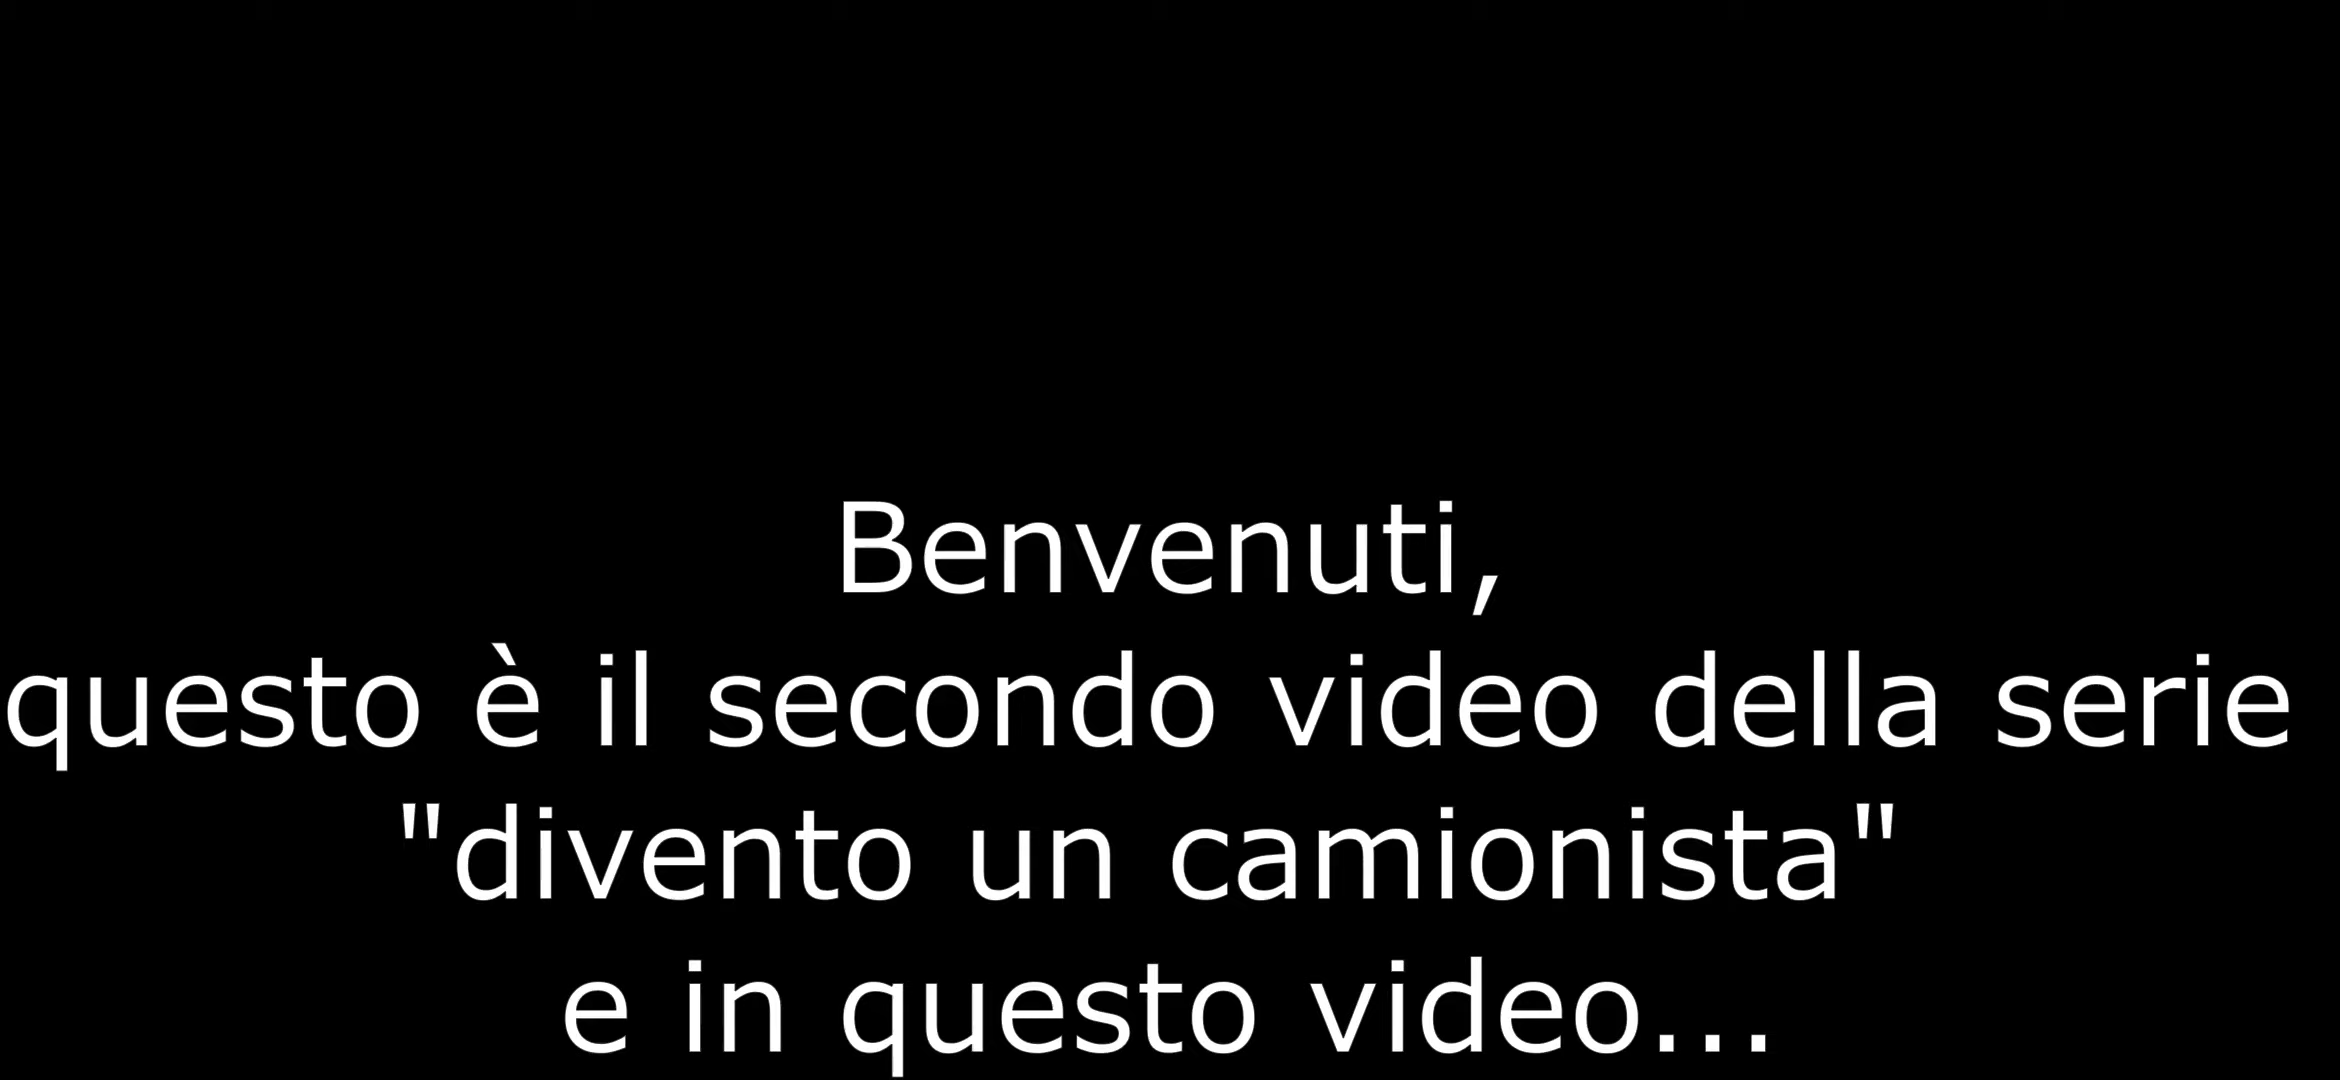 Benvenuti,
questo è il secondo video della serie
"divento un camionista"
e in questo video...